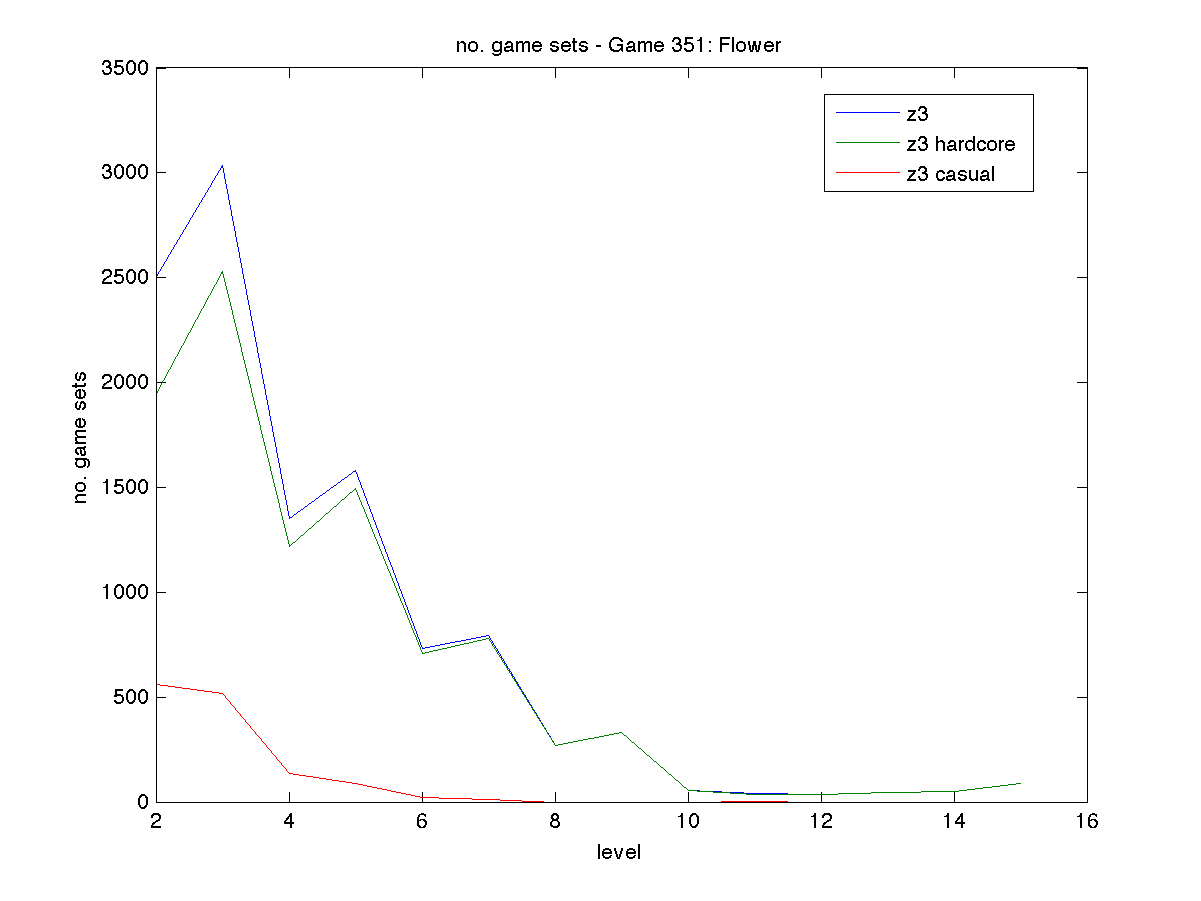 no. game sets - Game 351: Flower
3500
3000
2500
2000
1500
1000
500
0
no. game sets
z3
z3 hardcore
z3 casual
2 4 6 8 10 12 14 16
level